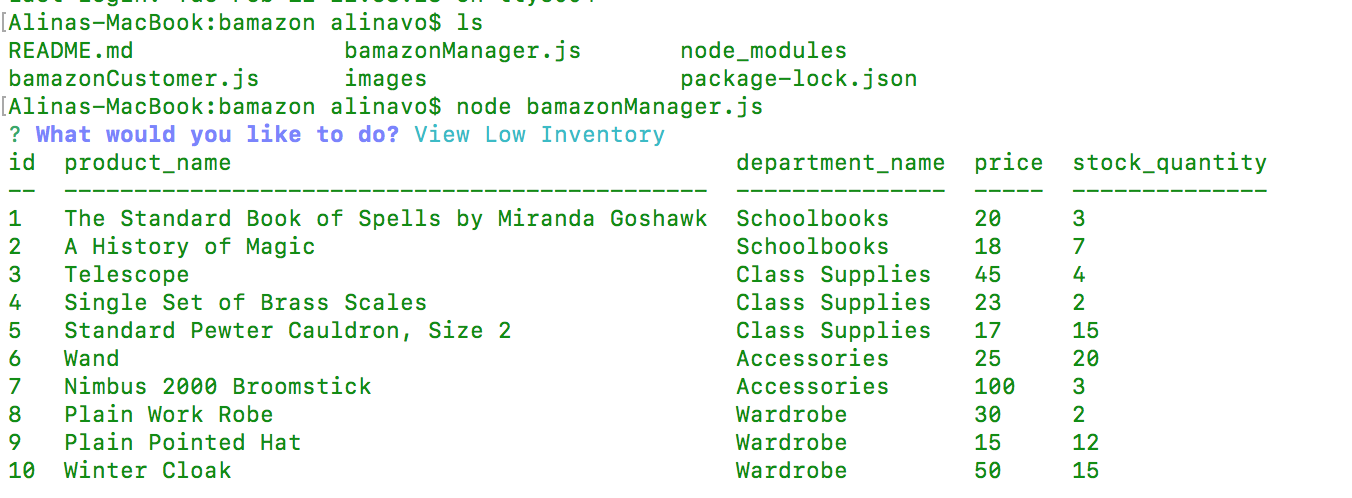 [Alinas-MacBook:bamazon alinavo$ ls
README.md bamazonManager.js node_modules
bamazonCustomer.js images package-lock.json
[Alinas-MacBook:bamazon alinavo$ node bamazonManager.js
? What would you like to do? View Low Inventory
id product_name department_name price stock_quantity
-- ---------------------------------------------- --------------- ----- --------------
1 The Standard Book of Spells by Miranda Goshawk Schoolbooks 20 3
2 A History of Magic Schoolbooks 18 7
3 Telescope Class Supplies 45 4
4 Single Set of Brass Scales Class Supplies 23 2
5 Standard Pewter Cauldron, Size 2 Class Supplies 17 15
6 Wand Accessories 25 20
7 Nimbus 2000 Broomstick Accessories 100 3
8 Plain Work Robe Wardrobe 30 2
9 Plain Pointed Hat Wardrobe 15 12
10 Winter Cloak Wardrobe 50 15